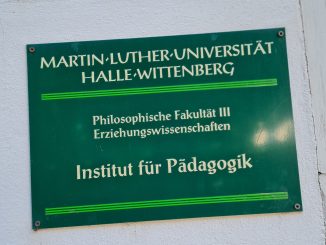 MARTIN·LUTHER·UNIVERSITÄT
HALLE·WITTENBERG
Philosophische Fakultät III
Erziehungswissenschaften
Institut für Pädagogik